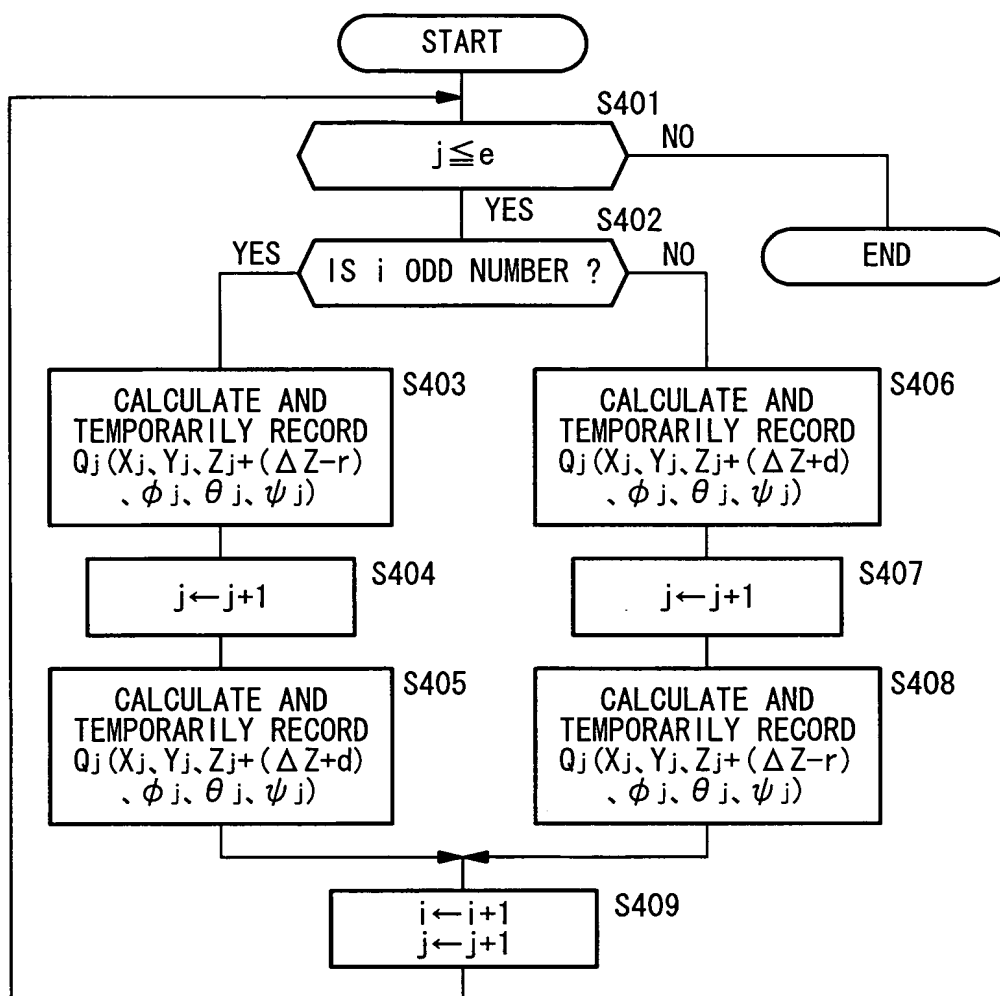 START
S401
j≦e
NO
YES
S402
YES
IS i ODD NUMBER ?
NO
END
S403
CALCULATE AND
TEMPORARILY RECORD
Qj(Xj、Yj、Zj+(ΔZ-r)
、φj、θj、ψj)
S406
CALCULATE AND
TEMPORARILY RECORD
Qj(Xj、Yj、Zj+(ΔZ+d)
、φj、θj、ψj)
S404
j←j+1
S407
j←j+1
S405
CALCULATE AND
TEMPORARILY RECORD
Qj(Xj、Yj、Zj+(ΔZ+d)
、φj、θj、ψj)
S408
CALCULATE AND
TEMPORARILY RECORD
Qj(Xj、Yj、Zj+(ΔZ-r)
、φj、θj、ψj)
S409
i←i+1
j←j+1